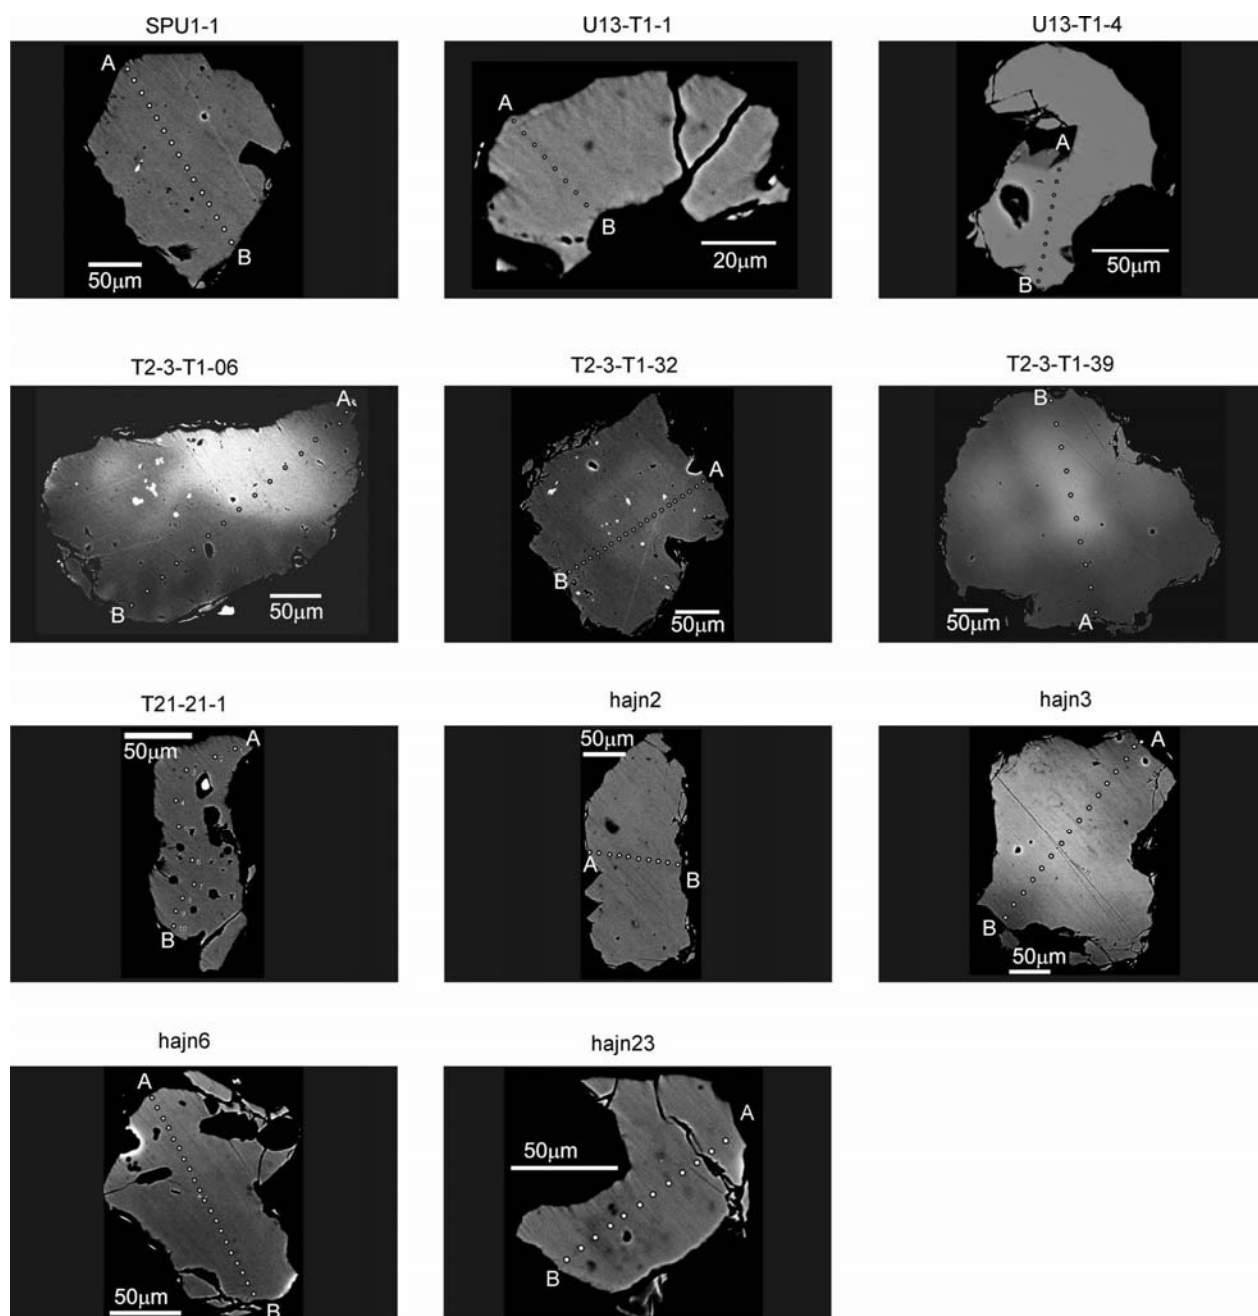 SPU1-1
U13-T1-1
U13-T1-4
A
B
50μm
A
B
20μm
A
B
50μm
T2-3-T1-06
T2-3-T1-32
T2-3-T1-39
A
B
50μm
A
B
50μm
B
A
50μm
T21-21-1
hajn2
hajn3
50μm
A
B
50μm
A
B
A
B
50μm
hajn6
hajn23
A
B
50μm
A
50μm
B